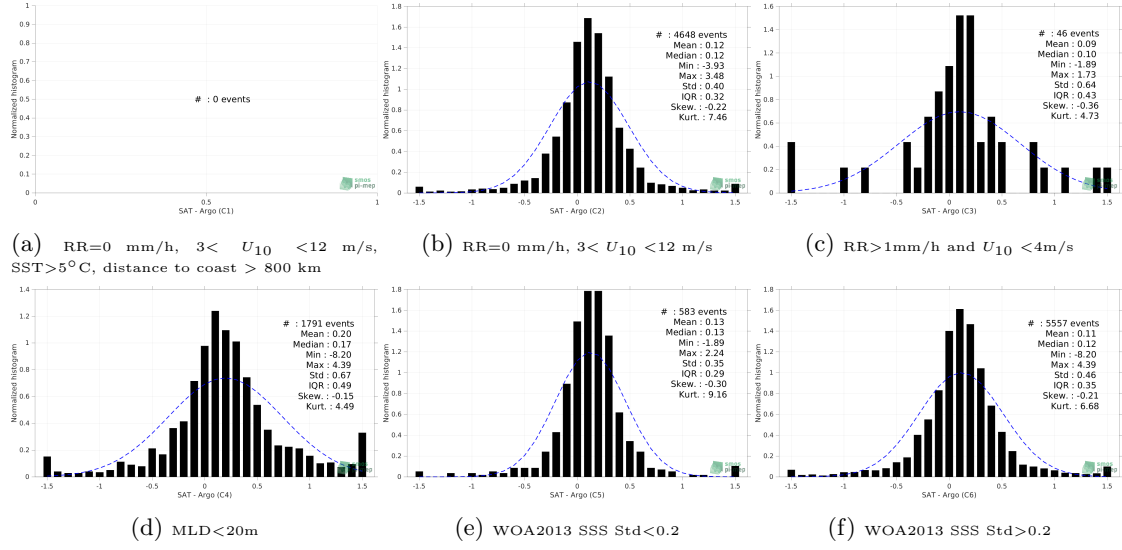 1
0.9
0.8
0.7
0.6
0.5
0.4
0.3
0.2
0.1
0
Normalized histogram
# : 0 events
smos
pi-mep
0 0.5 1
SAT - Argo (C1)
(a) RR=0 mm/h, 3< U10 <12 m/s,
SST>5°C, distance to coast > 800 km
1.8
1.6
1.4
1.2
1
0.8
0.6
0.4
0.2
0
Normalized histogram
# : 4648 events
Mean : 0.12
Median : 0.12
Min : -3.93
Max : 3.48
Std : 0.40
IQR : 0.32
Skew. : -0.22
Kurt. : 7.46
smos
pi-mep
-1.5 -1 -0.5 0 0.5 1 1.5
SAT - Argo (C2)
(b) RR=0 mm/h, 3< U10 <12 m/s
1.6
1.4
1.2
1
0.8
0.6
0.4
0.2
0
Normalized histogram
# : 46 events
Mean : 0.09
Median : 0.10
Min : -1.89
Max : 1.73
Std : 0.64
IQR : 0.43
Skew. : -0.36
Kurt. : 4.73
-1.5 -1 -0.5 0 0.5 1 1.5
SAT - Argo (C3)
(c) RR>1mm/h and U10 <4m/s
1.4
1.2
1
0.8
0.6
0.4
0.2
0
Normalized histogram
# : 1791 events
Mean : 0.20
Median : 0.17
Min : -8.20
Max : 4.39
Std : 0.67
IQR : 0.49
Skew. : -0.15
Kurt. : 4.49
smos
pi-mep
-1.5 -1 -0.5 0 0.5 1 1.5
SAT - Argo (C4)
(d) MLD<20m
1.8
1.6
1.4
1.2
1
0.8
0.6
0.4
0.2
0
Normalized histogram
# : 583 events
Mean : 0.13
Median : 0.13
Min : -1.89
Max : 2.24
Std : 0.35
IQR : 0.29
Skew. : -0.30
Kurt. : 9.16
smos
pi-mep
-1.5 -1 -0.5 0 0.5 1 1.5
SAT - Argo (C5)
(e) WOA2013 SSS Std<0.2
1.8
1.6
1.4
1.2
1
0.8
0.6
0.4
0.2
0
Normalized histogram
# : 5557 events
Mean : 0.11
Median : 0.12
Min : -8.20
Max : 4.39
Std : 0.46
IQR : 0.35
Skew. : -0.21
Kurt. : 6.68
smos
pi-mep
-1.5 -1 -0.5 0 0.5 1 1.5
SAT - Argo (C6)
(f) WOA2013 SSS Std>0.2